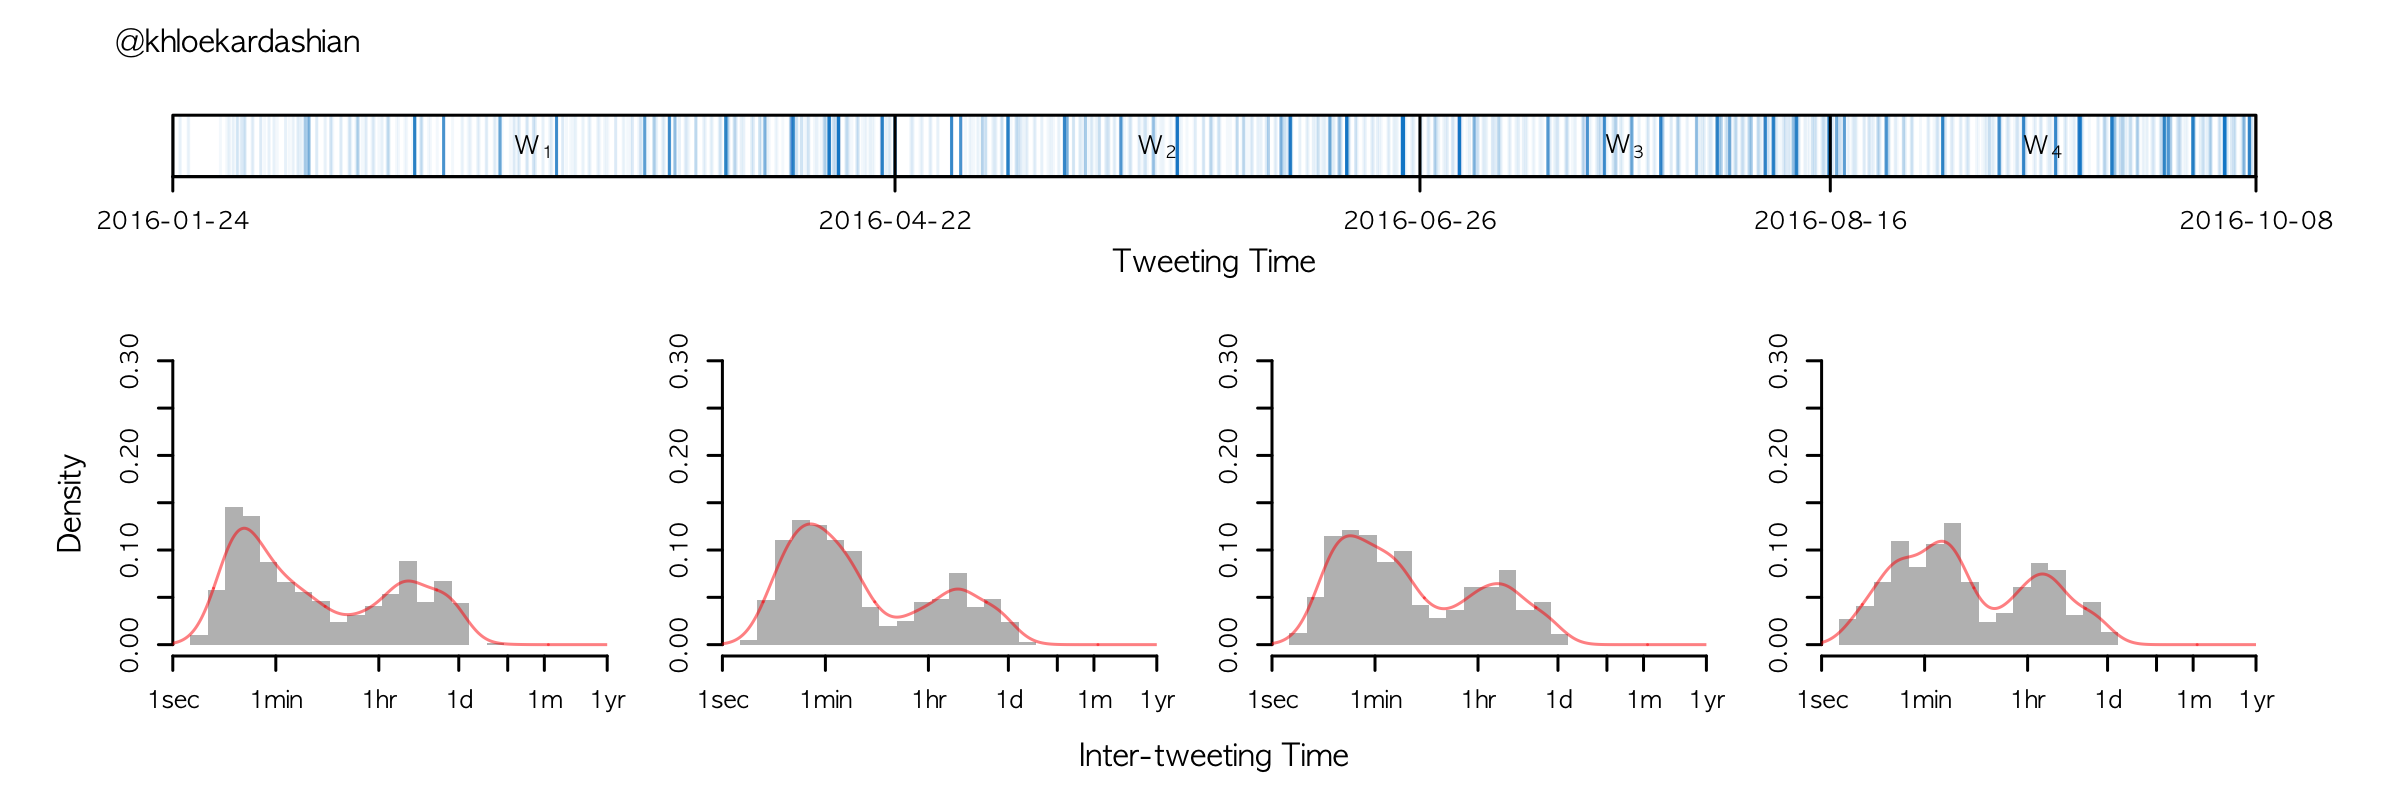 @khloekardashian
W1 W2 W3 W4
2016-01-24 2016-04-22 2016-06-26 2016-08-16 2016-10-08
Tweeting Time
Density
0.00 0.10 0.20 0.30
1sec 1min 1hr 1d 1m 1yr
0.00 0.10 0.20 0.30
1sec 1min 1hr 1d 1m 1yr
0.00 0.10 0.20 0.30
1sec 1min 1hr 1d 1m 1yr
0.00 0.10 0.20 0.30
1sec 1min 1hr 1d 1m 1yr
Inter-tweeting Time